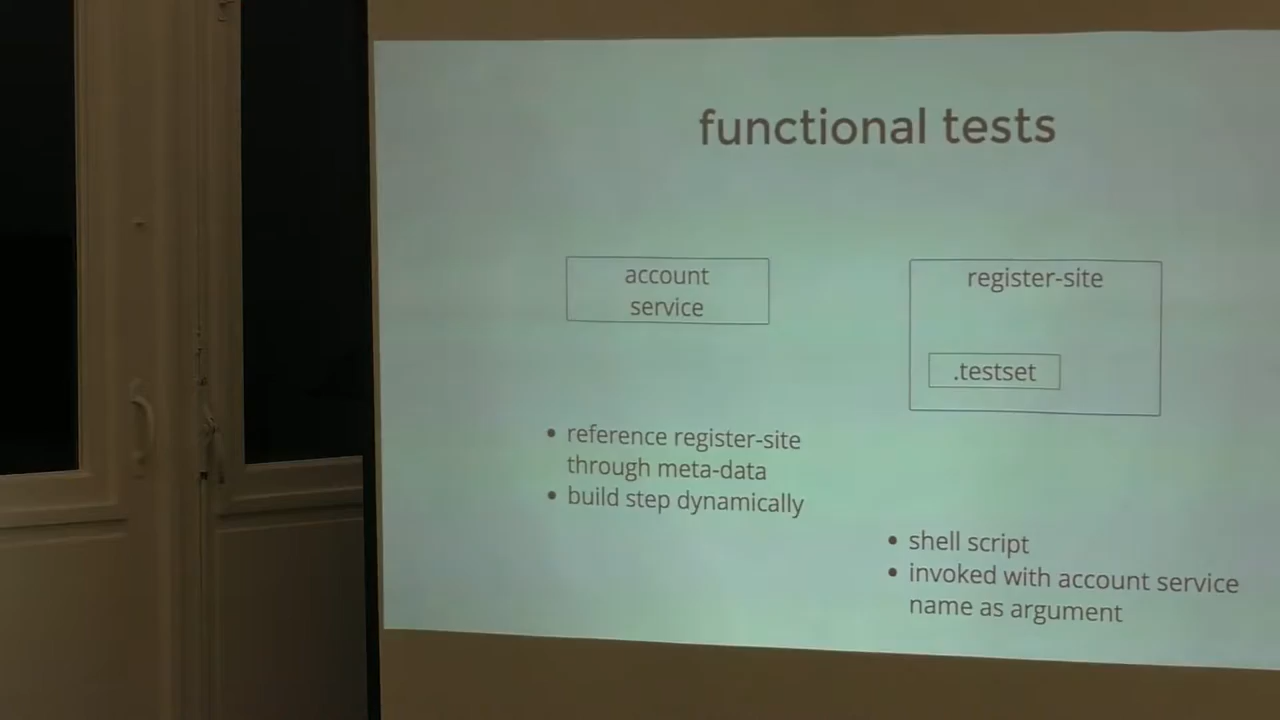 functional tests
account
service
register-site
.testset
• reference register-site
through meta-data
• build step dynamically
• shell script
• invoked with account service
name as argument